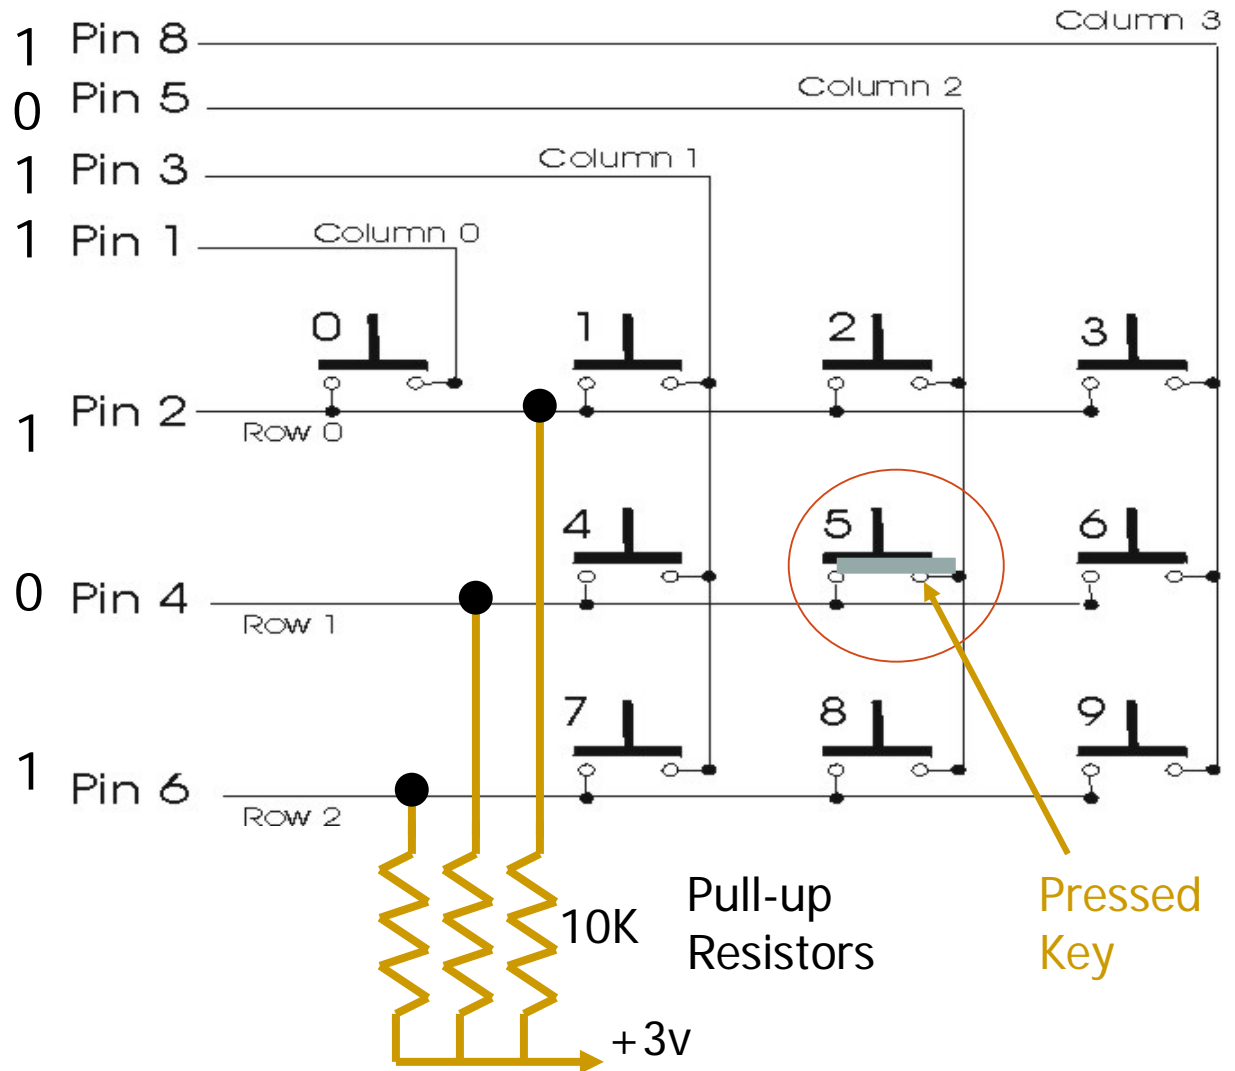 Column 3
1 Pin 8
Column 2
0 Pin 5
Column 1
1 Pin 3
1 Pin 1
Column 0
0 1 2 3
1 Pin 2
Row 0
4 5 6
0 Pin 4
Row 1
7 8 9
1 Pin 6
Row 2
10K
Pull-up
Resistors
Pressed
Key
+3v